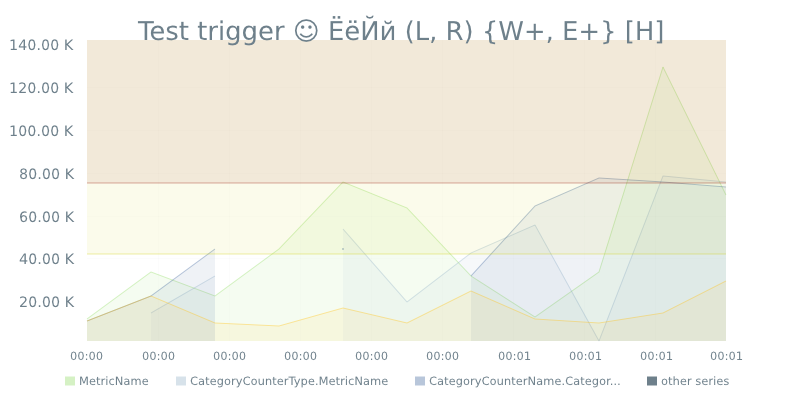 Test trigger ☺ ЁёЙй (L, R) {W+, E+} [H]
140.00 K
120.00 K
100.00 K
80.00 K
60.00 K
40.00 K
20.00 K
00:00 00:00 00:00 00:00 00:00 00:00 00:01 00:01 00:01 00:01
MetricName CategoryCounterType.MetricName CategoryCounterName.Categor... other series